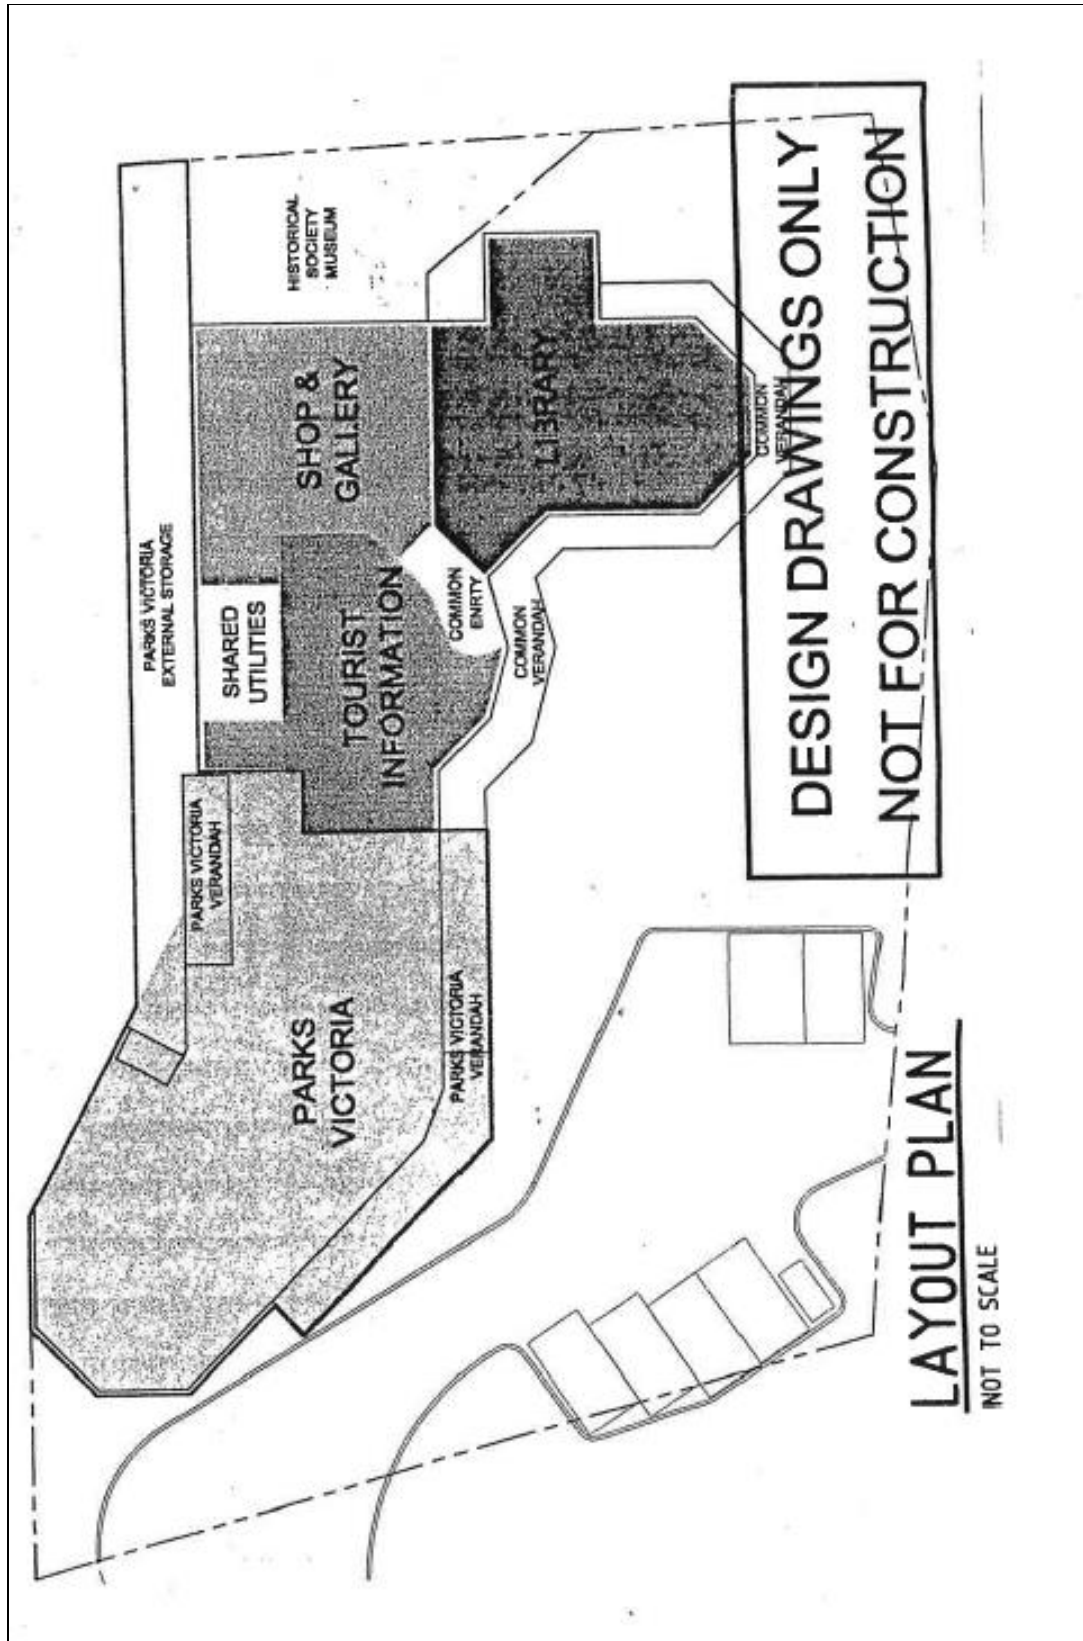 PARKS VICTORIA
EXTERNAL STORAGE
HISTORICAL
SOCIETY
MUSEUM
PARKS VICTORIA
VERANDAH
SHARED
UTILITIES
SHOP &
GALLERY
PARKS
VICTORIA
TOURIST
INFORMATION
COMMON
ENRTY
LIBRARY
PARKS VICTORIA
VERANDAH
COMMON
VERANDAH
COMMON
VERANDAH
DESIGN DRAWINGS ONLY
NOT FOR CONSTRUCTION
LAYOUT PLAN
NOT TO SCALE